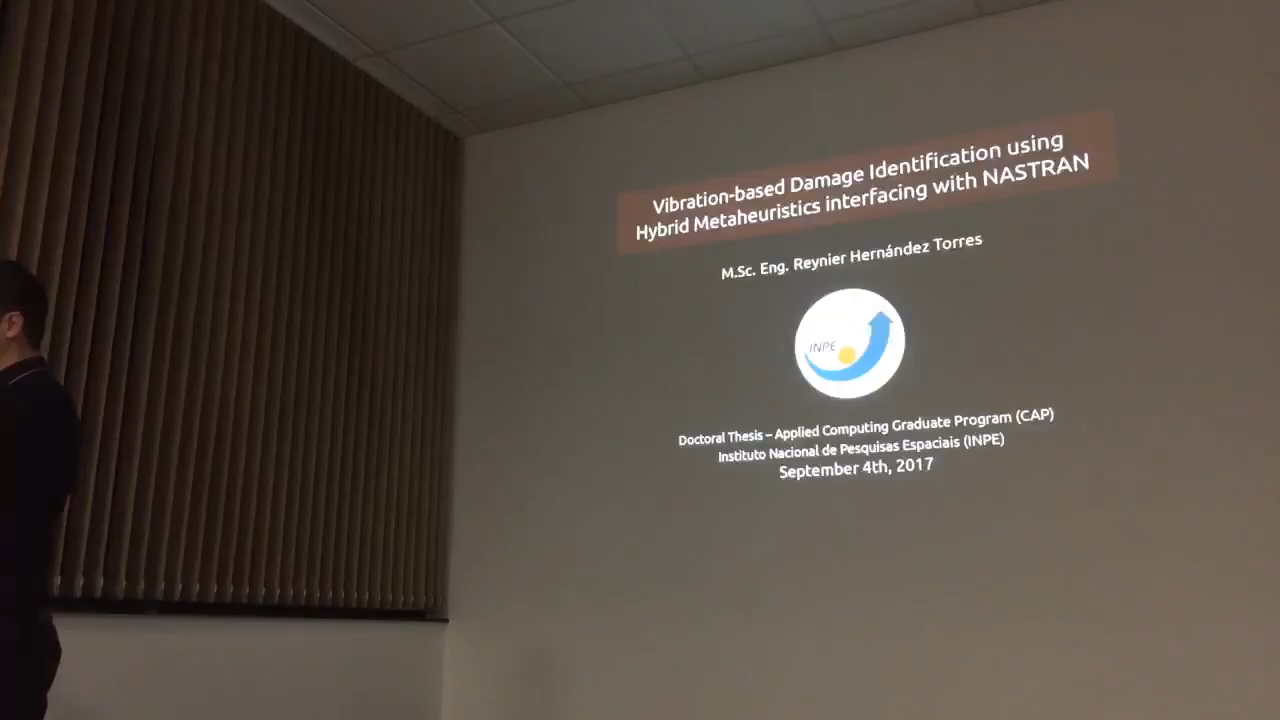 Vibration-based Damage Identification using
Hybrid Metaheuristics interfacing with NASTRAN
M.Sc. Eng. Reynier Hernández Torres
INPE
Doctoral Thesis – Applied Computing Graduate Program (CAP)
Instituto Nacional de Pesquisas Espaciais (INPE)
September 4th, 2017